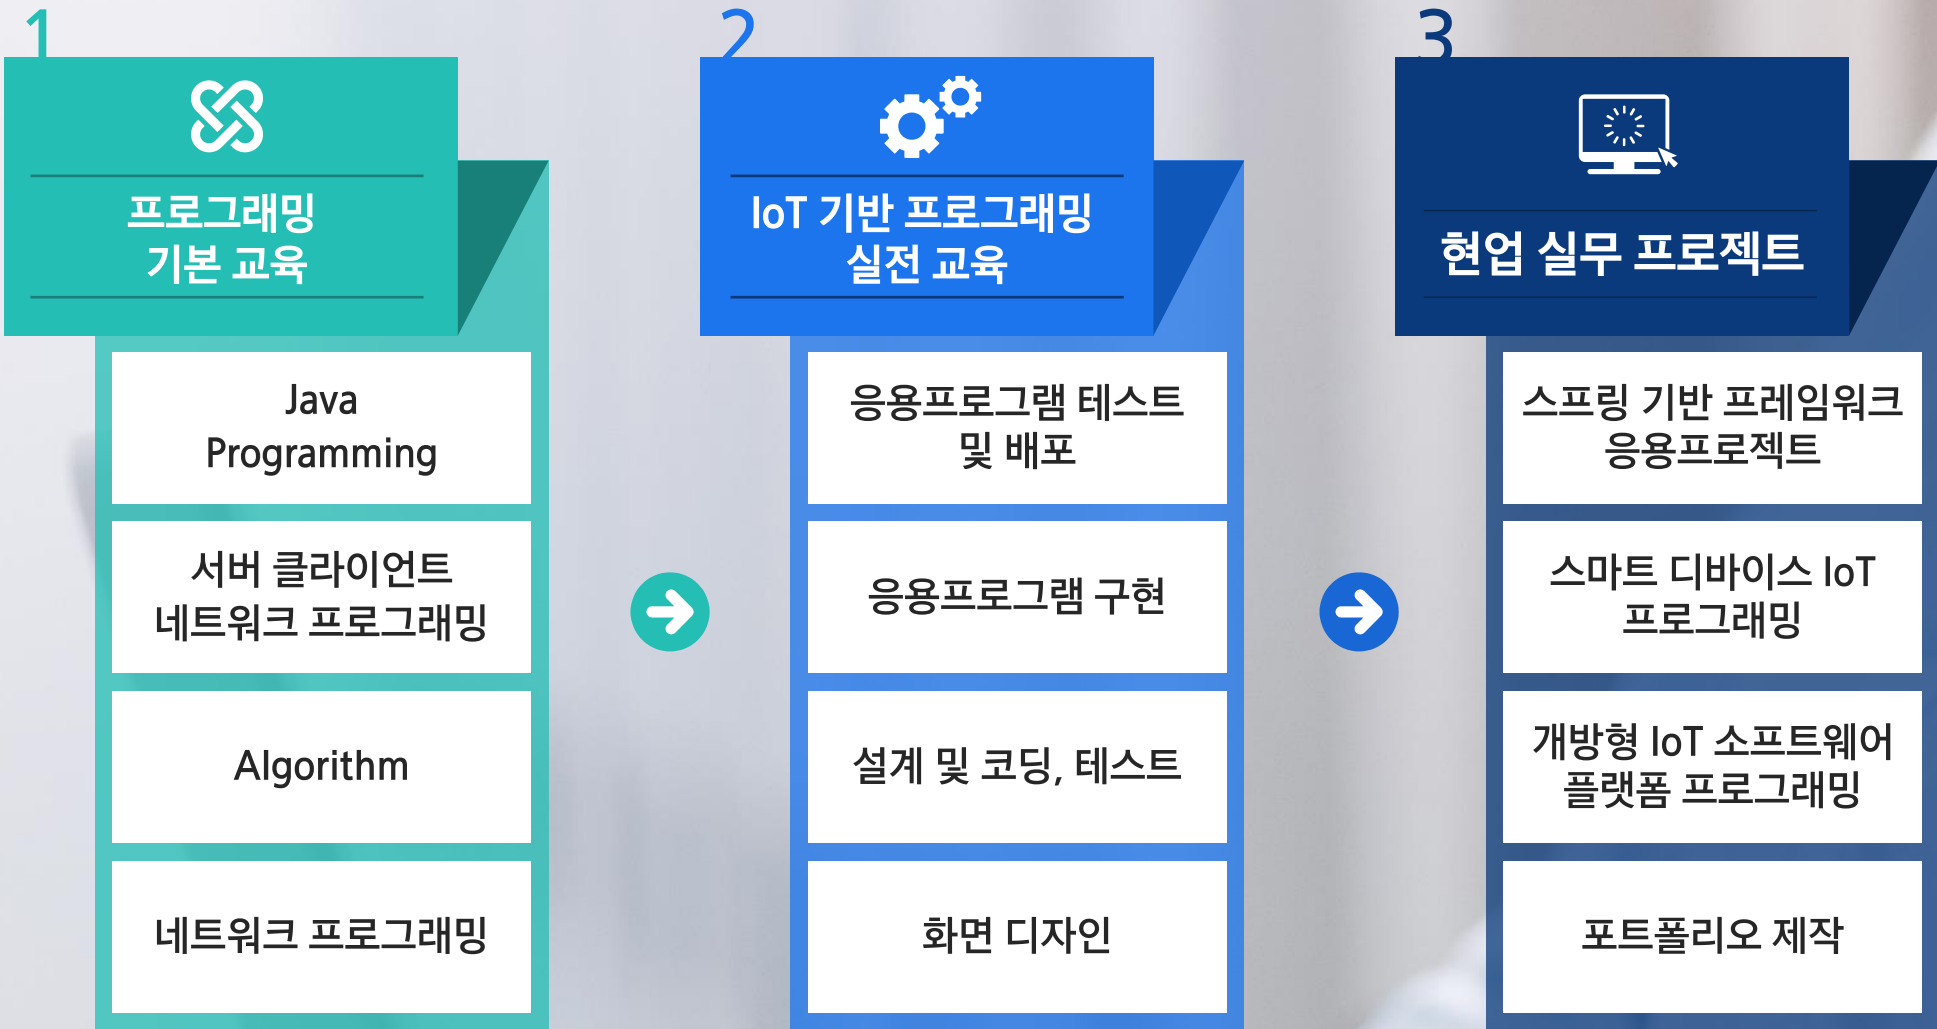 1
프로그래밍
기본 교육
Java
Programming
서버 클라이언트
네트워크 프로그래밍
Algorithm
네트워크 프로그래밍
2
IoT 기반 프로그래밍
실전 교육
응용프로그램 테스트
및 배포
응용프로그램 구현
설계 및 코딩, 테스트
화면 디자인
3
현업 실무 프로젝트
스프링 기반 프레임워크
응용프로젝트
스마트 디바이스 IoT
프로그래밍
개방형 IoT 소프트웨어
플랫폼 프로그래밍
포트폴리오 제작